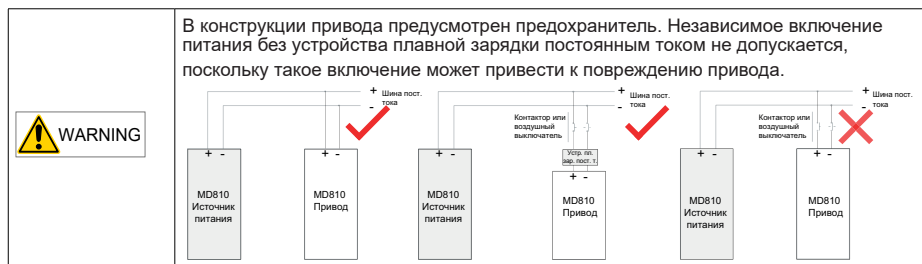 В конструкции привода предусмотрен предохранитель. Независимое включение
питания без устройства плавной зарядки постоянным током не допускается,
поскольку такое включение может привести к повреждению привода.
WARNING
+ Шина пост.
- тока
+ -
MD810
Источник
питания
+ -
MD810
Привод
+ Шина пост.
- тока
Контактор или
воздушный
выключатель
Устр. пл.
зар. пост. т.
+ -
MD810
Источник
питания
+ -
MD810
Привод
+ Шина пост.
- тока
Контактор или
воздушный
выключатель
+ -
MD810
Источник
питания
+ -
MD810
Привод